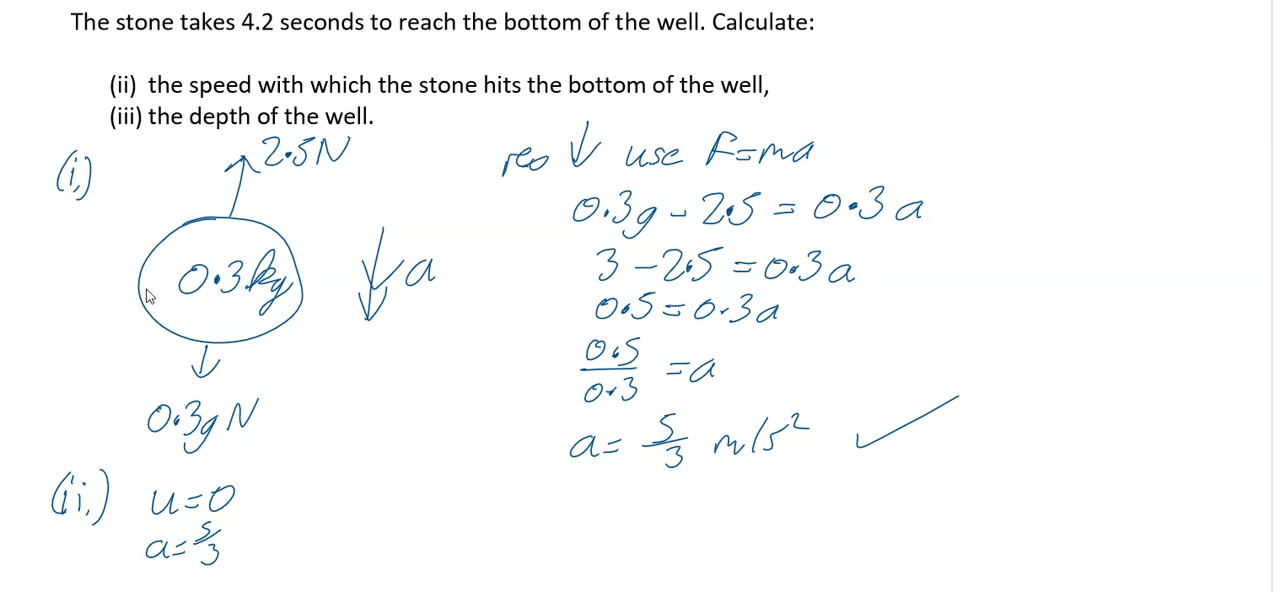 The stone takes 4.2 seconds to reach the bottom of the well. Calculate:
(ii) the speed with which the stone hits the bottom of the well,
(iii) the depth of the well.
(i)
2.5N
0.3kg
a
0.3gN
res ↓ use F=ma
0.3g - 2.5 = 0.3a
3 - 2.5 = 0.3a
0.5 = 0.3a
0.5/0.3 = a
a = 5/3 m/s²
(ii)
u=0
a=5/3